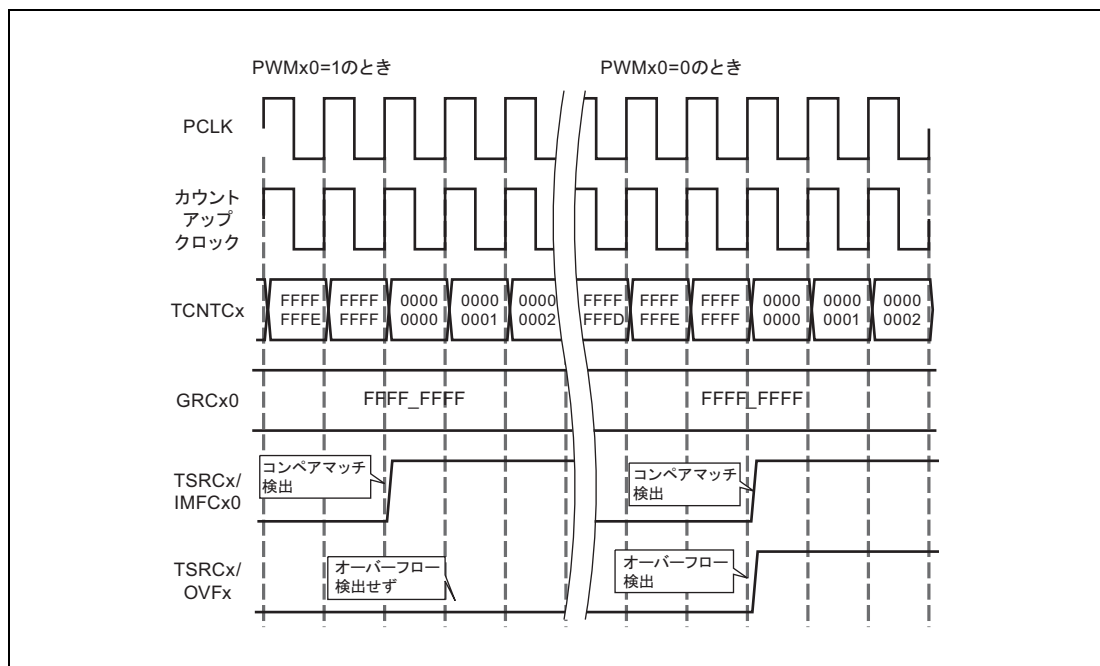 PWMx0=1のとき
PWMx0=0のとき
PCLK
カウント
アップ
クロック
TCNTCx
FFFF
FFFE
FFFF
FFFF
0000
0000
0000
0001
0000
0002
FFFF
FFFD
FFFF
FFFE
FFFF
FFFF
0000
0000
0000
0001
0000
0002
GRCx0
FFFF_FFFF
FFFF_FFFF
TSRCx/
IMFCx0
コンペアマッチ
検出
コンペアマッチ
検出
TSRCx/
OVFx
オーバーフロー
検出せず
オーバーフロー
検出